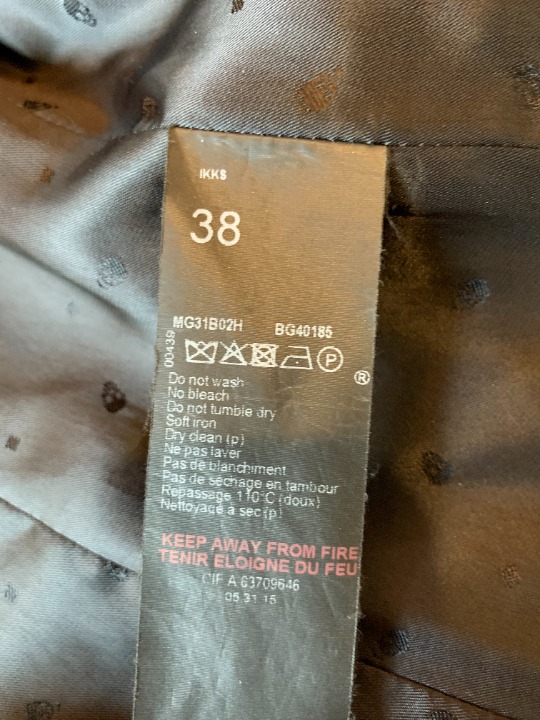 IKKS
38
MG31B02H BG40185
00439
P
®
Do not wash
No bleach
Do not tumble dry
Soft iron
Dry clean (p)
Ne pas laver
Pas de blanchiment
Pas de séchage en tambour
Repassage 110°C (doux)
Nettoyage a sec (p)
KEEP AWAY FROM FIRE
TENIR ELOIGNE DU FEU
CIF A 63709646
05 31 15